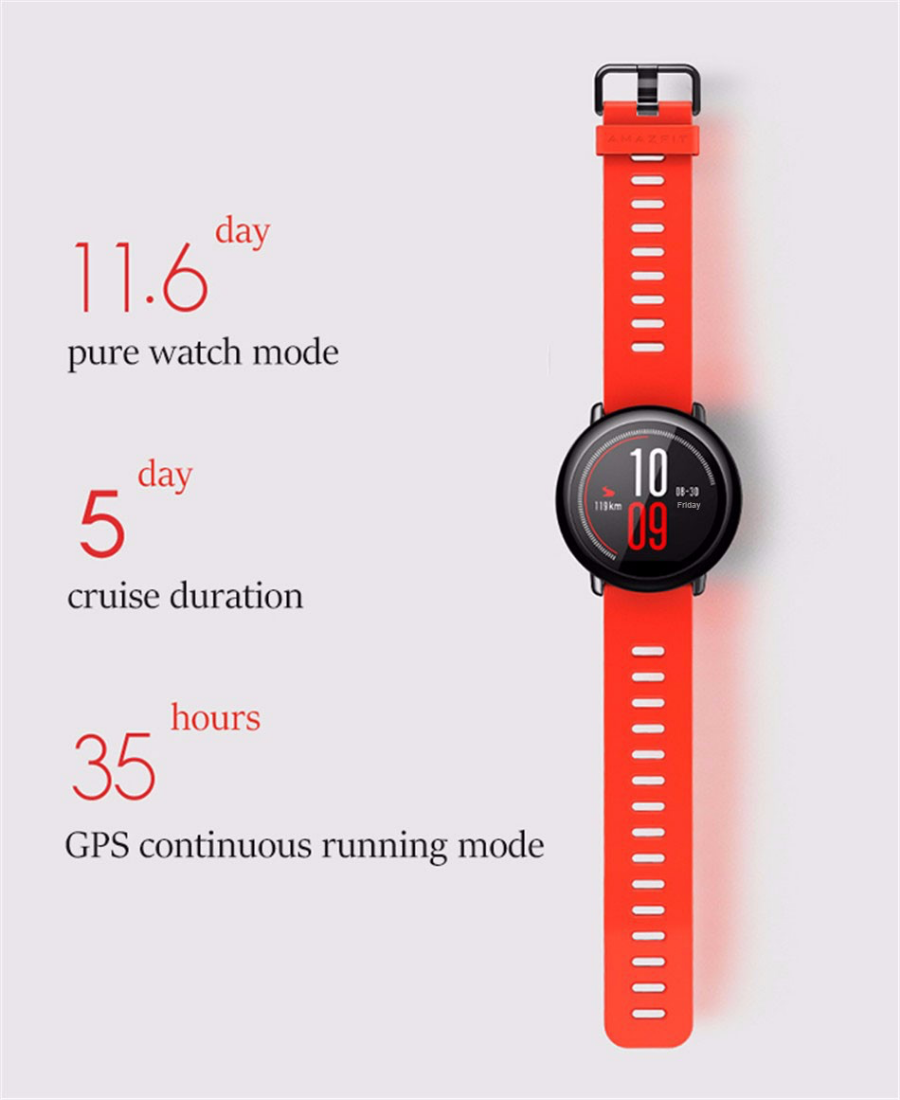 AMAZFIT
11.6 day
pure watch mode
5 day
cruise duration
35 hours
GPS continuous running mode
10
119km
08-30
Friday
09